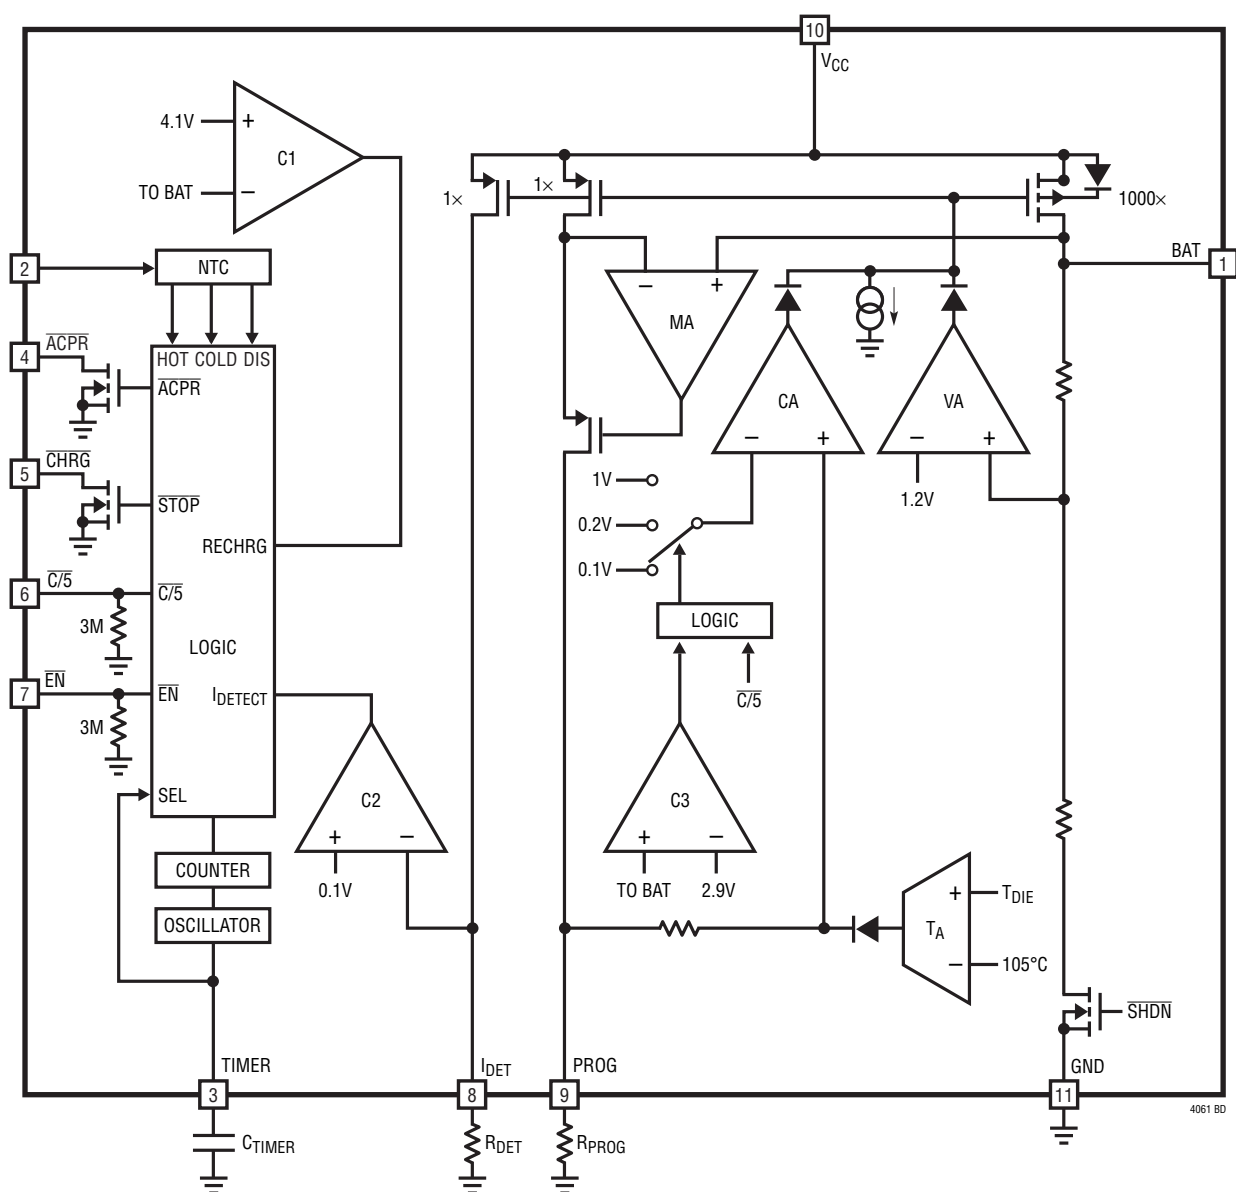 10
VCC
4.1V
+
C1
TO BAT
−
1×
1×
1000×
2
NTC
BAT
1
−
+
MA
4
ACPR
HOT COLD DIS
ACPR
CA
VA
5
CHRG
STOP
−
+
−
+
1V
1.2V
0.2V
RECHRG
0.1V
6
C/5
C/5
3M
LOGIC
LOGIC
7
EN
EN
IDETECT
C/5
3M
SEL
C2
C3
+
−
+
−
COUNTER
0.1V
TO BAT
2.9V
+
TDIE
OSCILLATOR
TA
−
105°C
SHDN
TIMER
IDET
PROG
GND
3
8
9
11
4061 BD
CTIMER
RDET
RPROG